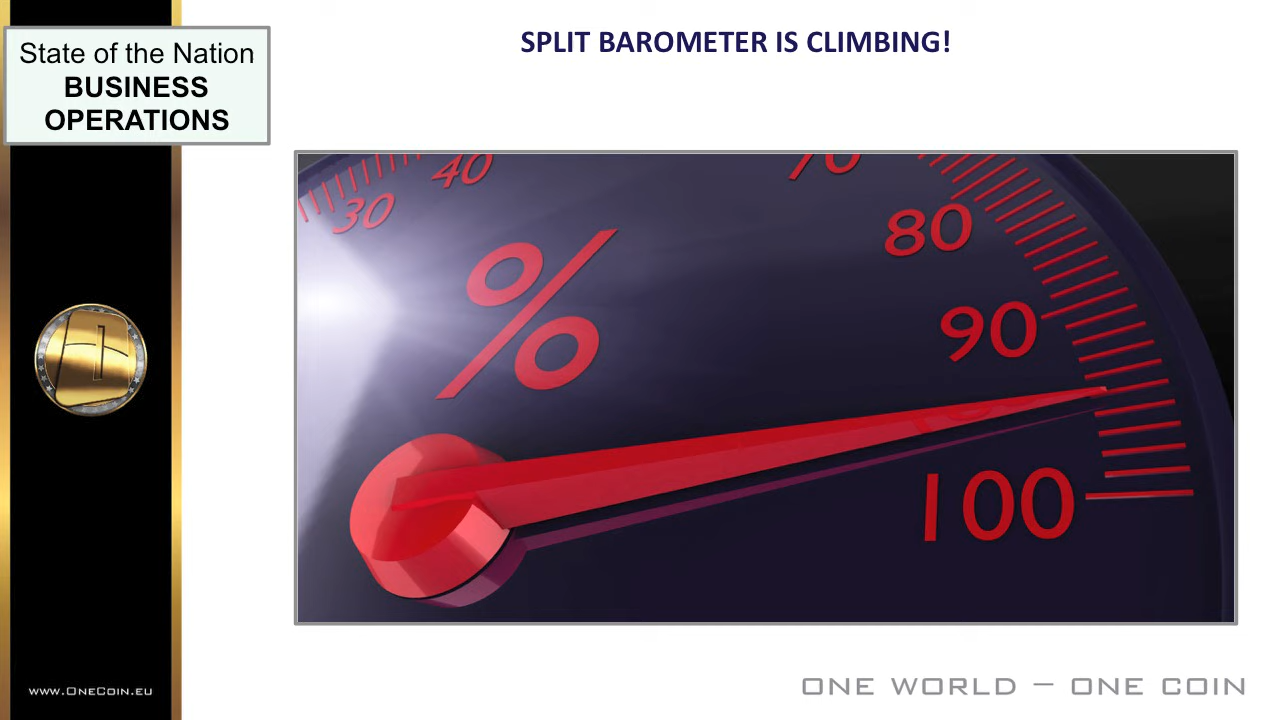 State of the Nation
BUSINESS
OPERATIONS
SPLIT BAROMETER IS CLIMBING!
30
40
70
80
90
100
%
www.OneCoin.eu
ONE WORLD – ONE COIN